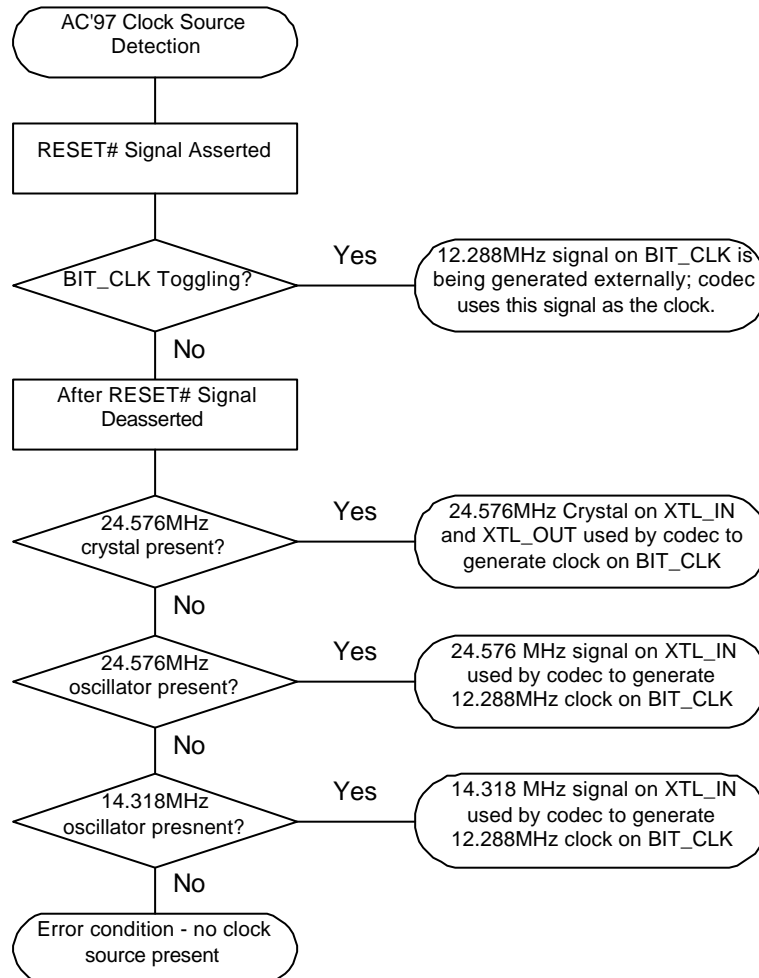 AC'97 Clock Source
Detection
RESET# Signal Asserted
BIT_CLK Toggling?
Yes
12.288MHz signal on BIT_CLK is
being generated externally; codec
uses this signal as the clock.
No
After RESET# Signal
Deasserted
24.576MHz
crystal present?
Yes
24.576MHz Crystal on XTL_IN
and XTL_OUT used by codec to
generate clock on BIT_CLK
No
24.576MHz
oscillator present?
Yes
24.576 MHz signal on XTL_IN
used by codec to generate
12.288MHz clock on BIT_CLK
No
14.318MHz
oscillator presnent?
Yes
14.318 MHz signal on XTL_IN
used by codec to generate
12.288MHz clock on BIT_CLK
No
Error condition - no clock
source present